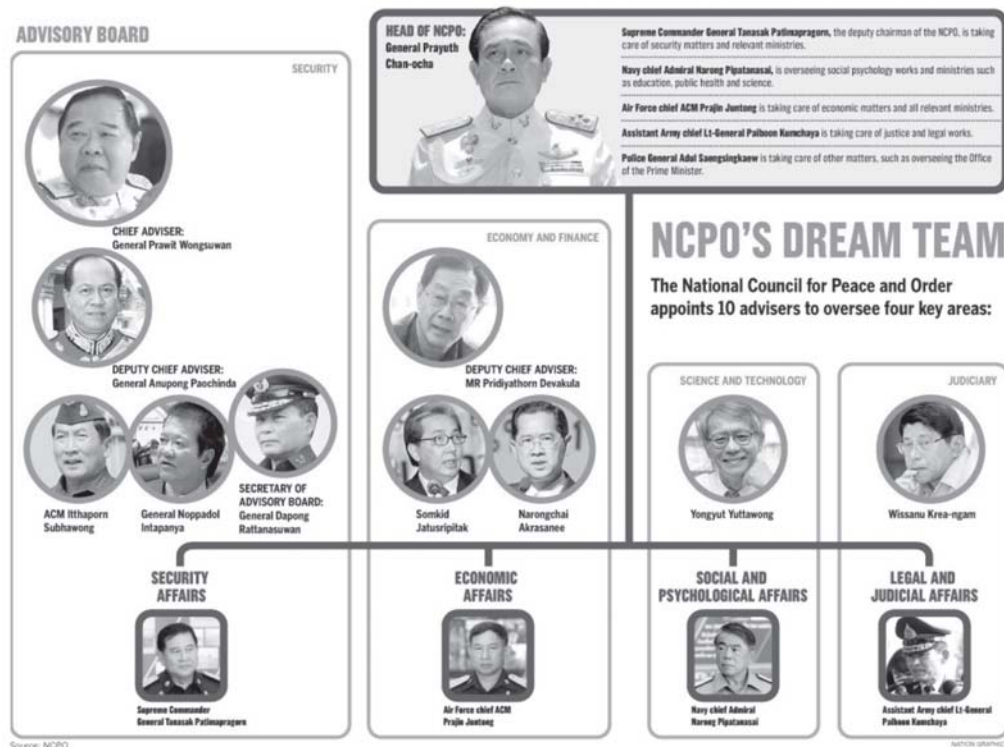 ADVISORY BOARD
SECURITY
CHIEF ADVISER:
General Prawit Wongsuwan
DEPUTY CHIEF ADVISER:
General Anupong Paochinda
ACM Itthaporn
Subhawong
General Noppadol
Intapanya
SECRETARY OF
ADVISORY BOARD:
General Dapong
Rattanasuwan
HEAD OF NCPO:
General Prayuth
Chan-ocha
Supreme Commander General Tanasak Patimapragorn, the deputy chairman of the NCPO, is taking
care of security matters and relevant ministries.
Navy chief Admiral Narong Pipatanasai, is overseeing social psychology works and ministries such
as education, public health and science.
Air Force chief ACM Prajin Juntong is taking care of economic matters and all relevant ministries.
Assistant Army chief Lt-General Paiboon Kumchaya is taking care of justice and legal works.
Police General Adul Saengsingkaew is taking care of other matters, such as overseeing the Office
of the Prime Minister.
NCPO'S DREAM TEAM
The National Council for Peace and Order
appoints 10 advisers to oversee four key areas:
ECONOMY AND FINANCE
DEPUTY CHIEF ADVISER:
MR Pridiyathorn Devakula
Somkid
Jatusripitak
Narongchai
Akrasanee
SCIENCE AND TECHNOLOGY
Yongyut Yuttawong
JUDICIARY
Wissanu Krea-ngam
SECURITY
AFFAIRS
Supreme Commander
General Tanasak Patimapragorn
ECONOMIC
AFFAIRS
Air Force chief ACM
Prajin Juntong
SOCIAL AND
PSYCHOLOGICAL AFFAIRS
Navy chief Admiral
Narong Pipatanasai
LEGAL AND
JUDICIAL AFFAIRS
Assistant Army chief Lt-General
Paiboon Kumchaya
Source: NCPO
NATION GRAPHIC